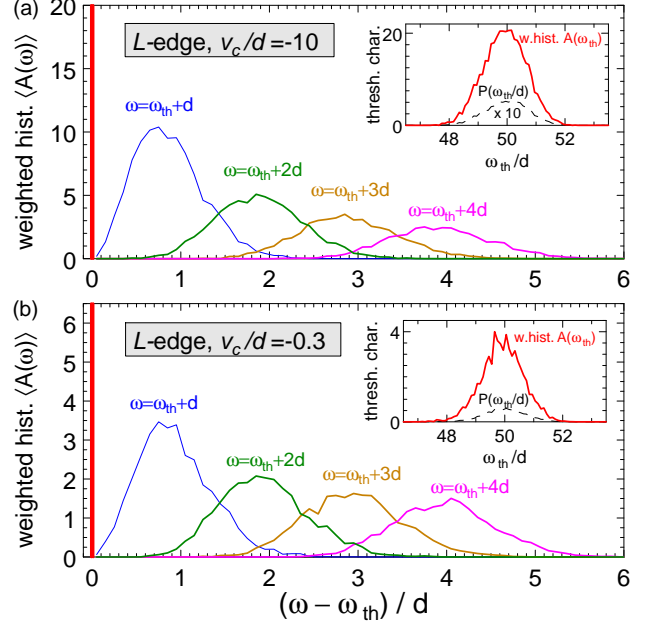 (a)
L-edge, v_c/d=-10
weighted hist. ⟨A(ω)⟩
20
15
10
5
0
ω=ω_th+d
ω=ω_th+2d
ω=ω_th+3d
ω=ω_th+4d
0 1 2 3 4 5 6
thresh. char.
20
0
w.hist. A(ω_th)
P(ω_th/d)
x 10
48 50 52
ω_th/d
(b)
L-edge, v_c/d=-0.3
weighted hist. ⟨A(ω)⟩
6
5
4
3
2
1
0
ω=ω_th+d
ω=ω_th+2d
ω=ω_th+3d
ω=ω_th+4d
thresh. char.
4
2
0
w.hist. A(ω_th)
P(ω_th/d)
48 50 52
ω_th/d
0 1 2 3 4 5 6
(ω − ω_th) / d